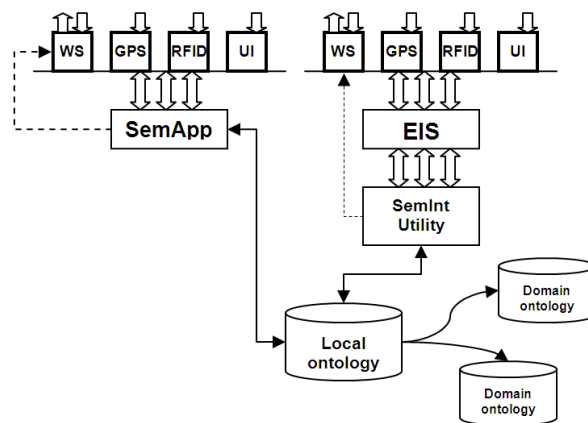 WS GPS RFID UI WS GPS RFID UI
SemApp EIS
SemInt
Utility
Local
ontology
Domain
ontology
Domain
ontology